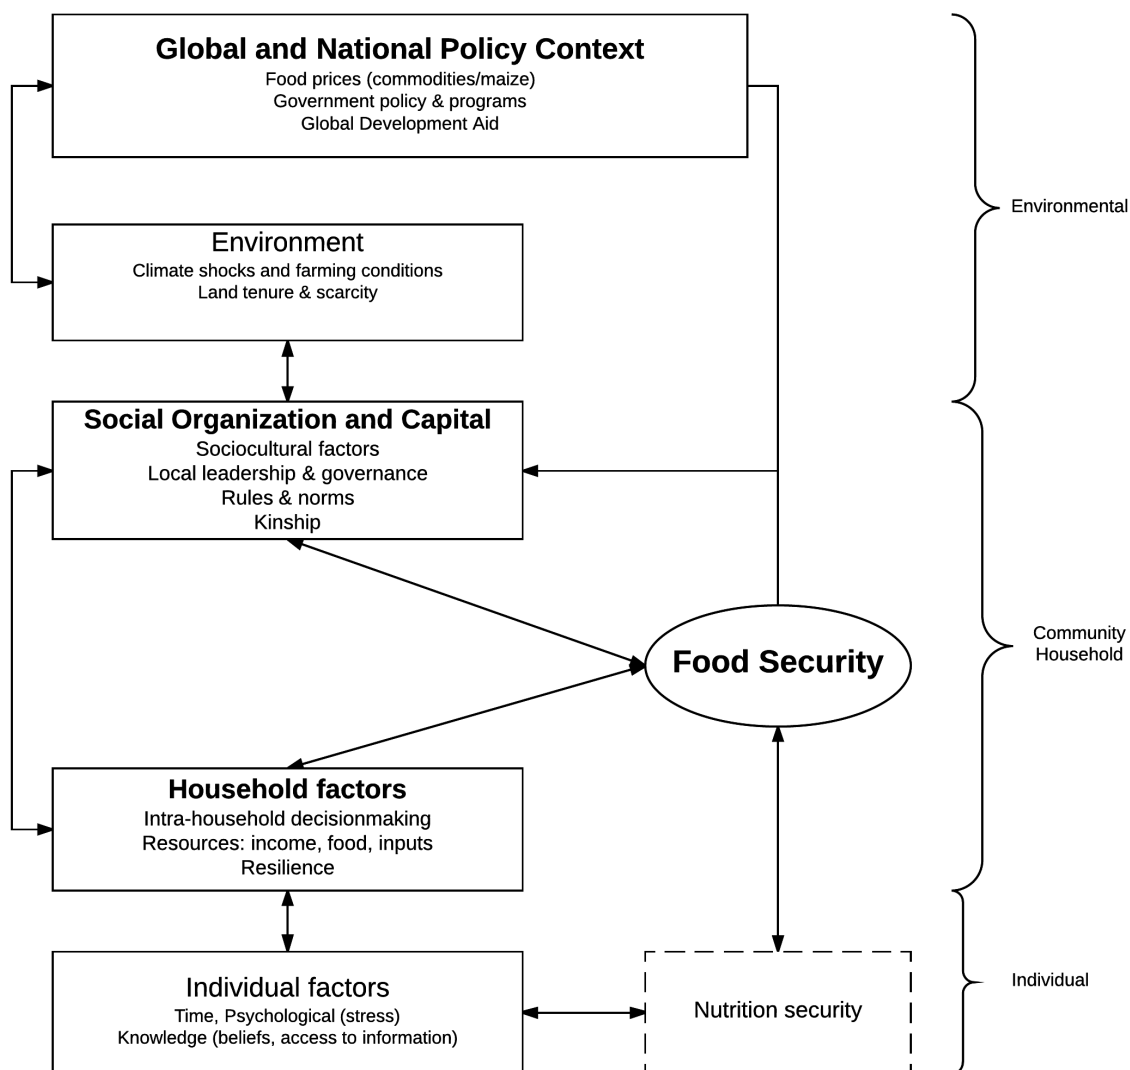 Global and National Policy Context
Food prices (commodities/maize)
Government policy & programs
Global Development Aid
Environmental
Environment
Climate shocks and farming conditions
Land tenure & scarcity
Social Organization and Capital
Sociocultural factors
Local leadership & governance
Rules & norms
Kinship
Food Security
Community
Household
Household factors
Intra-household decisionmaking
Resources: income, food, inputs
Resilience
Individual factors
Time, Psychological (stress)
Knowledge (beliefs, access to information)
Nutrition security
Individual